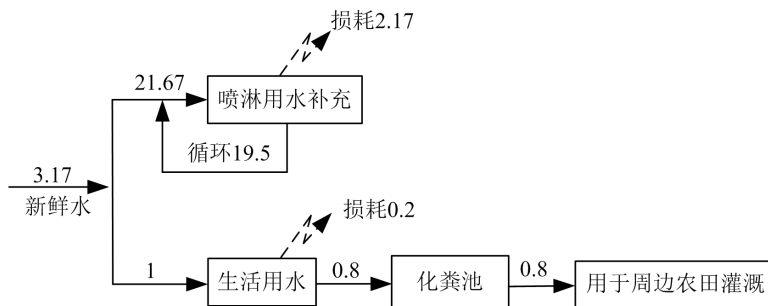 损耗2.17
21.67
喷淋用水补充
循环19.5
3.17
新鲜水
损耗0.2
1
生活用水
0.8
化粪池
0.8
用于周边农田灌溉